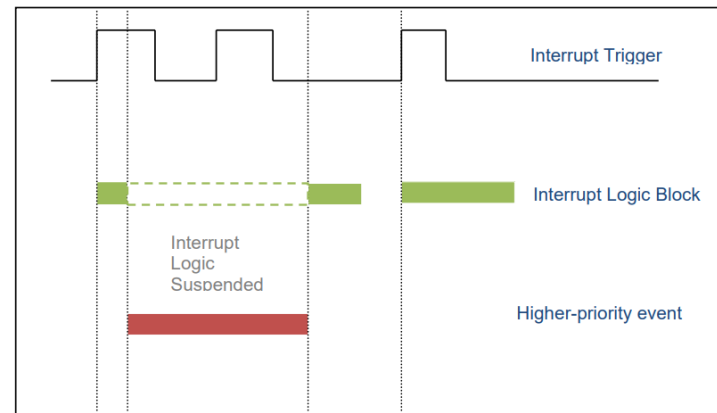 Interrupt Trigger
Interrupt Logic Block
Interrupt
Logic
Suspended
Higher-priority event